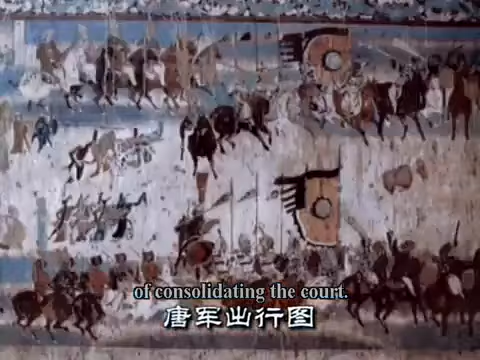 of consolidating the court.
唐军出行图